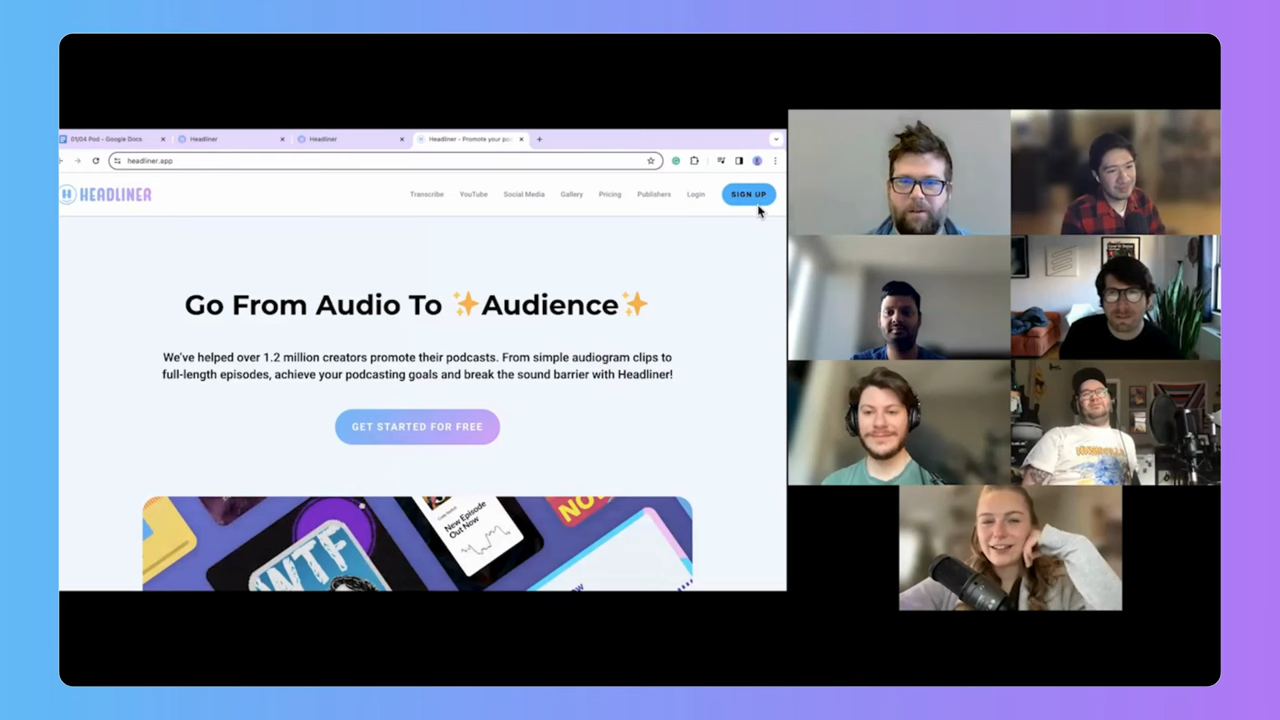 01/04 Pod - Google Docs
Headliner
Headliner
Headliner - Promote your po
headliner.app
HEADLINER
Transcribe
YouTube
Social Media
Gallery
Pricing
Publishers
Login
SIGN UP
Go From Audio To ✨Audience✨
We've helped over 1.2 million creators promote their podcasts. From simple audiogram clips to
full-length episodes, achieve your podcasting goals and break the sound barrier with Headliner!
GET STARTED FOR FREE
WTF
New Episode
Out Now
NOW
NASHVILLE